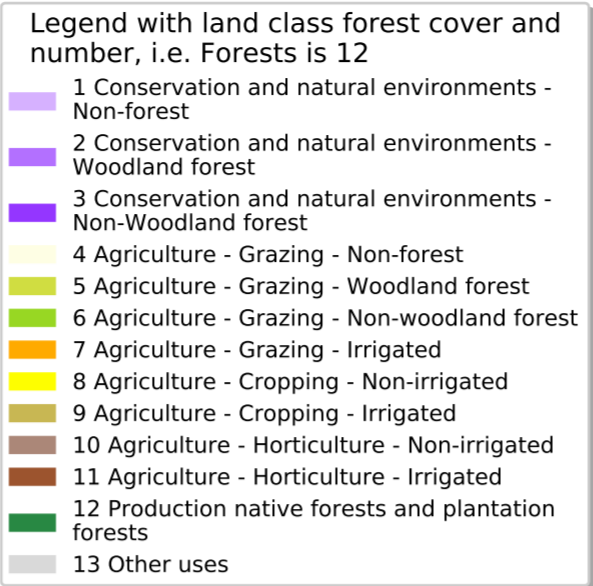 Legend with land class forest cover and
number, i.e. Forests is 12
1 Conservation and natural environments -
Non-forest
2 Conservation and natural environments -
Woodland forest
3 Conservation and natural environments -
Non-Woodland forest
4 Agriculture - Grazing - Non-forest
5 Agriculture - Grazing - Woodland forest
6 Agriculture - Grazing - Non-woodland forest
7 Agriculture - Grazing - Irrigated
8 Agriculture - Cropping - Non-irrigated
9 Agriculture - Cropping - Irrigated
10 Agriculture - Horticulture - Non-irrigated
11 Agriculture - Horticulture - Irrigated
12 Production native forests and plantation
forests
13 Other uses